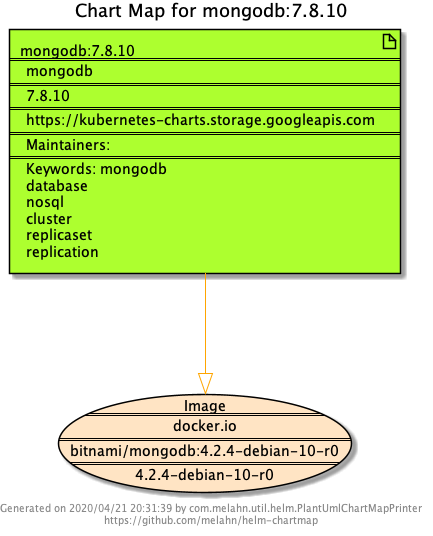 Chart Map for mongodb:7.8.10
mongodb:7.8.10
mongodb
7.8.10
https://kubernetes-charts.storage.googleapis.com
Maintainers:
Keywords: mongodb
database
nosql
cluster
replicaset
replication
Image
docker.io
bitnami/mongodb:4.2.4-debian-10-r0
4.2.4-debian-10-r0
Generated on 2020/04/21 20:31:39 by com.melahn.util.helm.PlantUmlChartMapPrinter
https://github.com/melahn/helm-chartmap